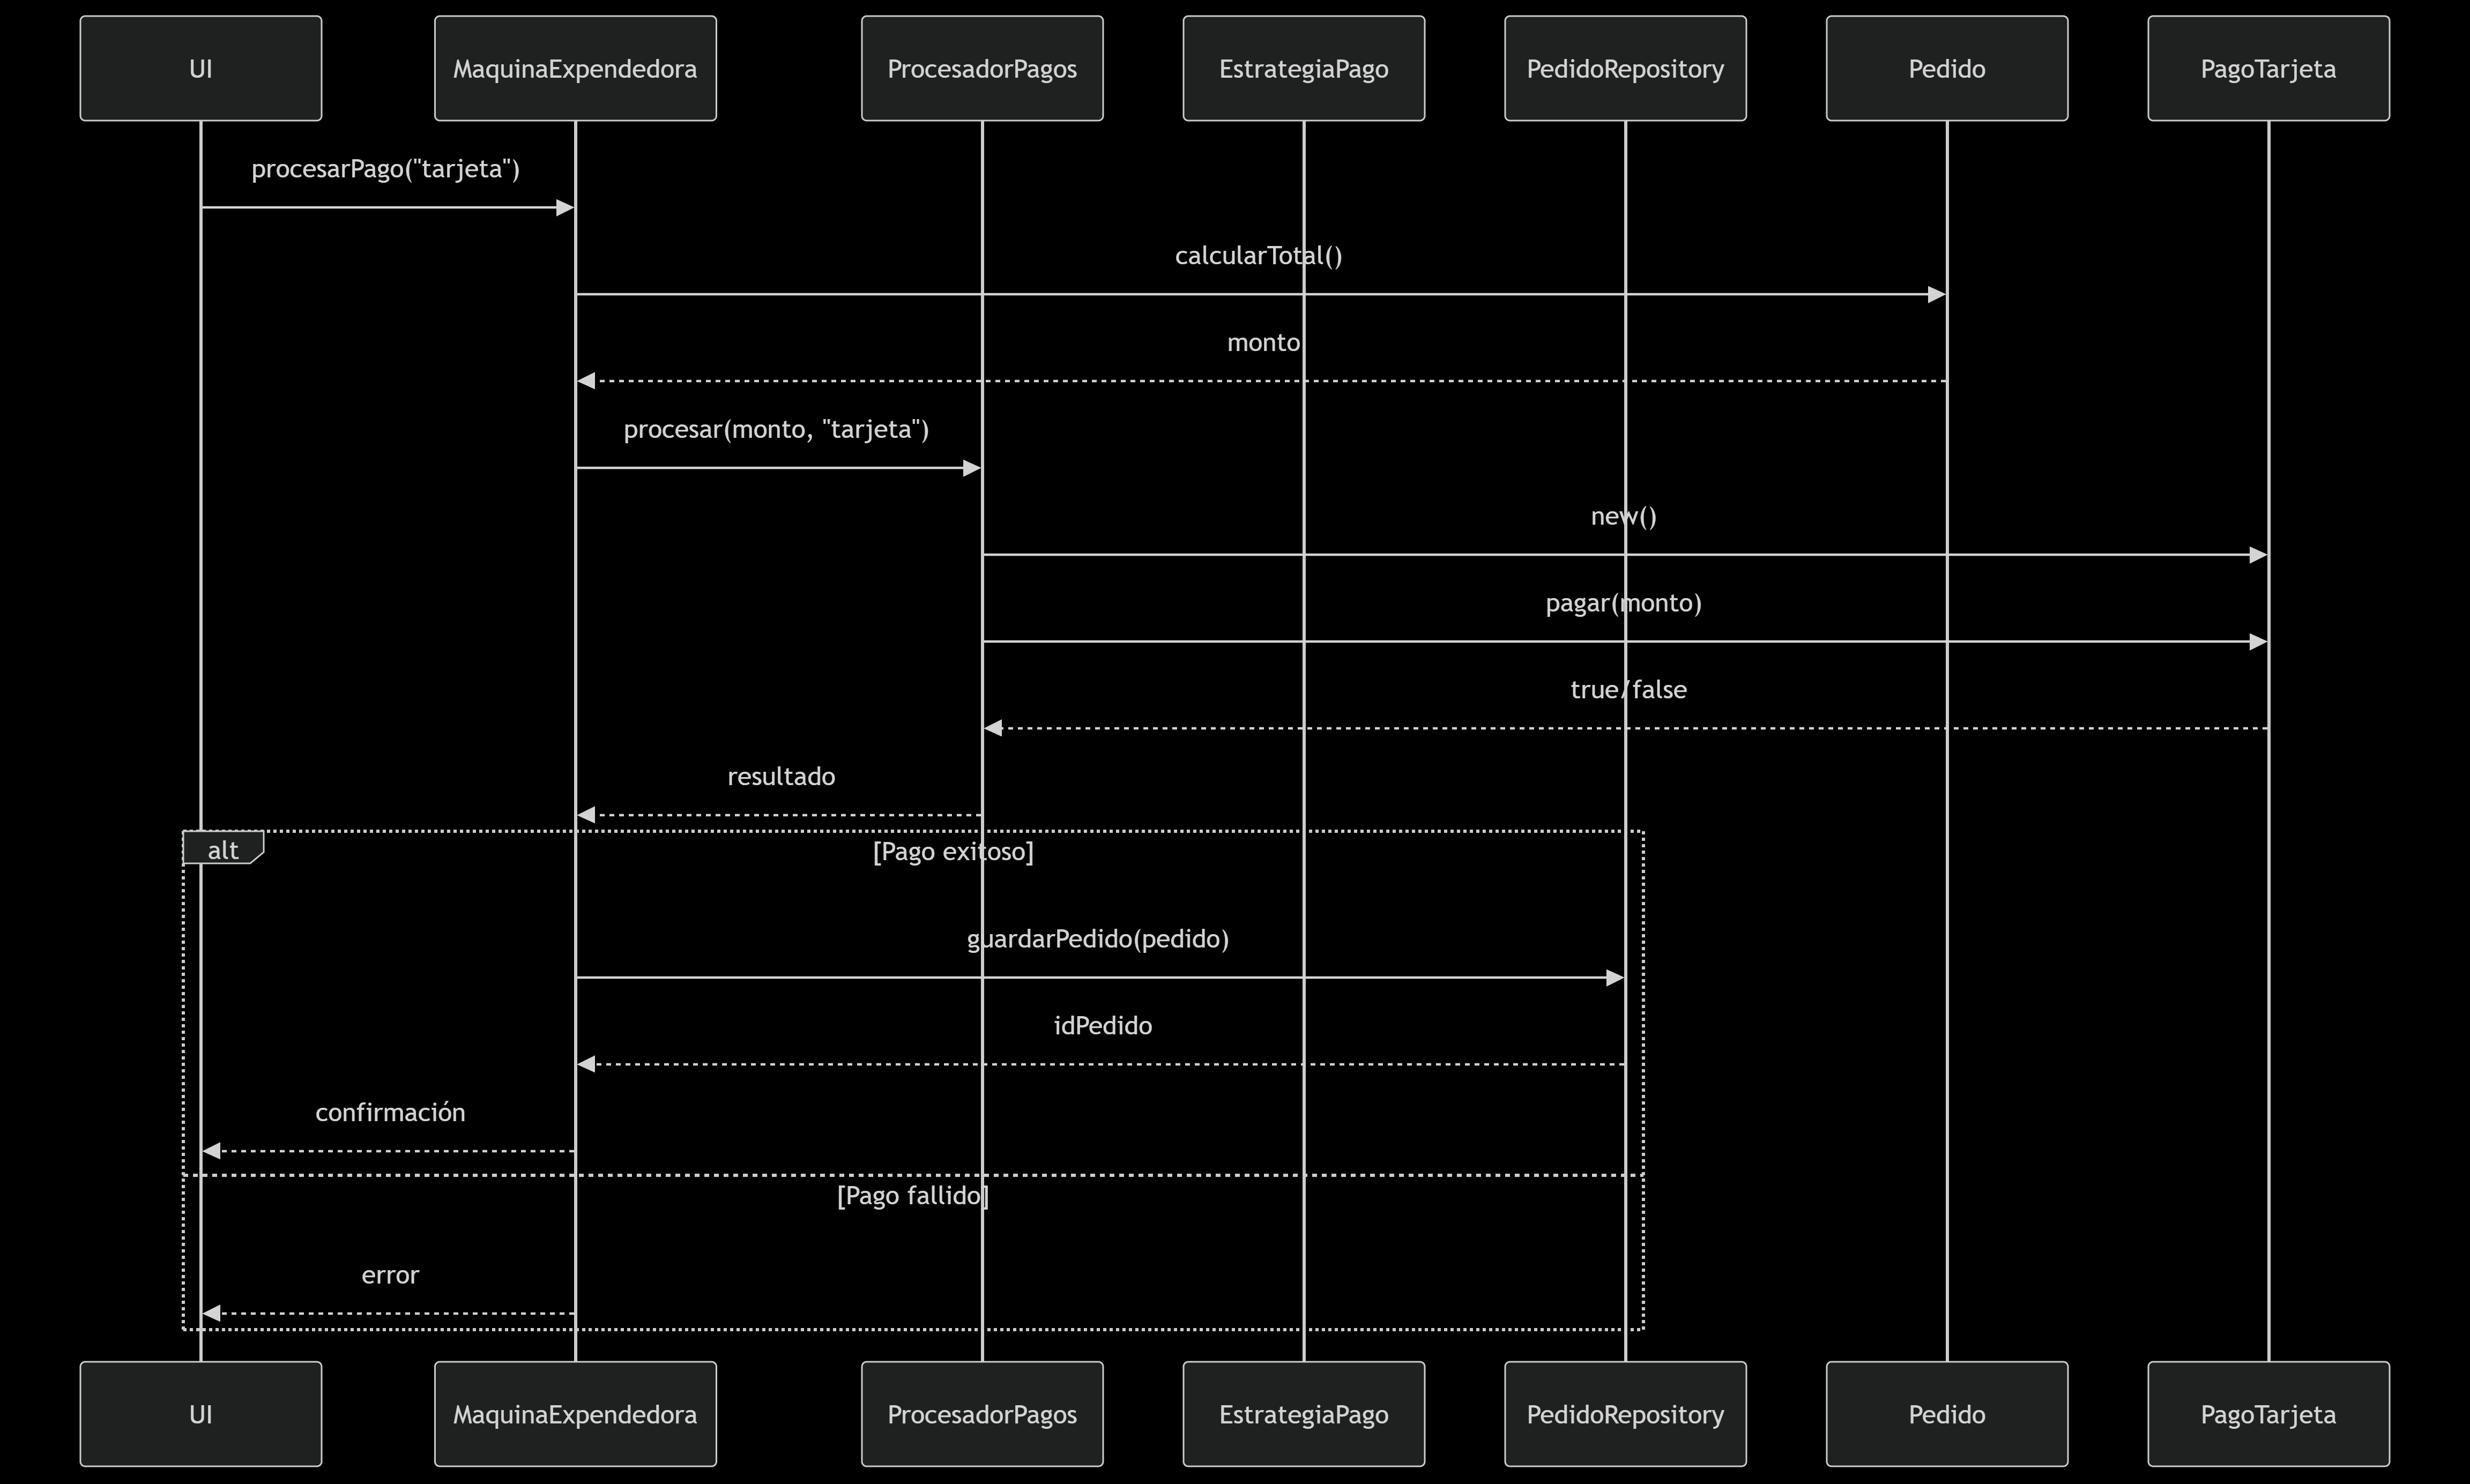 UI
MaquinaExpendedora
ProcesadorPagos
EstrategiaPago
PedidoRepository
Pedido
PagoTarjeta
procesarPago("tarjeta")
calcularTotal()
monto
procesar(monto, "tarjeta")
new()
pagar(monto)
true/false
resultado
alt
[Pago exitoso]
guardarPedido(pedido)
idPedido
confirmación
[Pago fallido]
error
UI
MaquinaExpendedora
ProcesadorPagos
EstrategiaPago
PedidoRepository
Pedido
PagoTarjeta